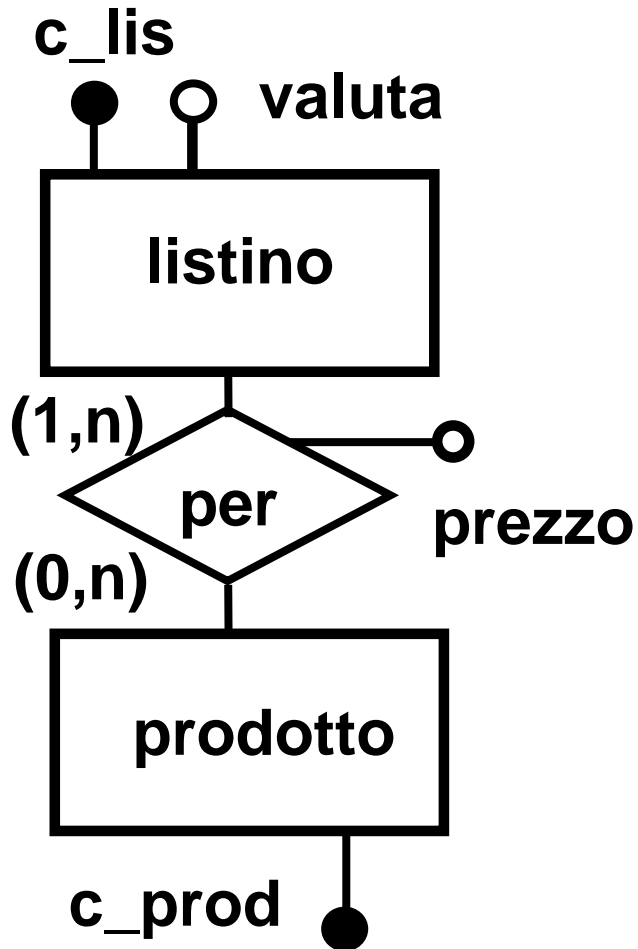 c_lis
valuta
listino
(1,n)
per
prezzo
(0,n)
prodotto
c_prod